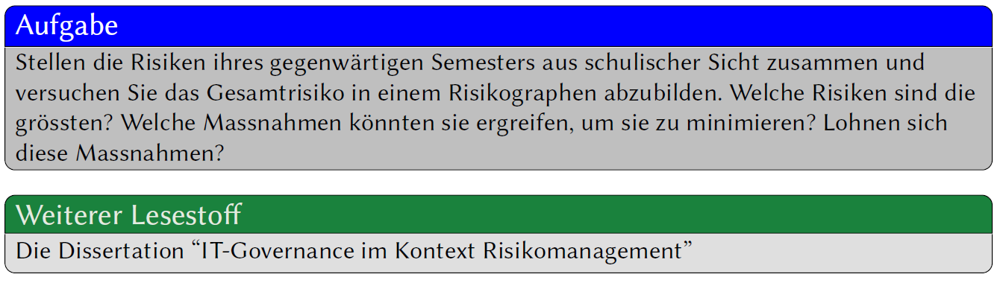 Aufgabe
Stellen die Risiken ihres gegenwärtigen Semesters aus schulischer Sicht zusammen und
versuchen Sie das Gesamtrisiko in einem Risikographen abzubilden. Welche Risiken sind die
grössten? Welche Massnahmen könnten sie ergreifen, um sie zu minimieren? Lohnen sich
diese Massnahmen?
Weiterer Lesestoff
Die Dissertation “IT-Governance im Kontext Risikomanagement”